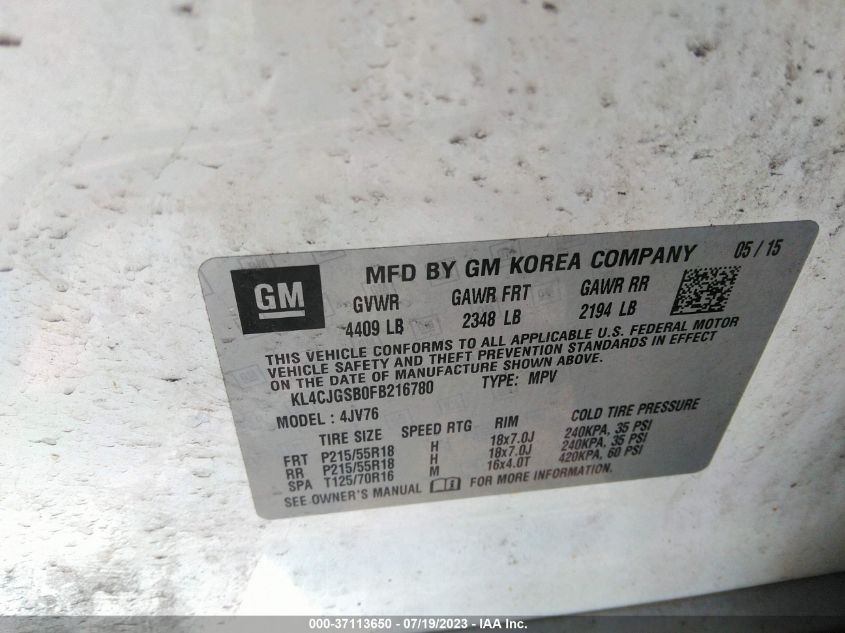 GM
MFD BY GM KOREA COMPANY 05 / 15
GVWR GAWR FRT GAWR RR
4409 LB 2348 LB 2194 LB
THIS VEHICLE CONFORMS TO ALL APPLICABLE U.S. FEDERAL MOTOR
VEHICLE SAFETY AND THEFT PREVENTION STANDARDS IN EFFECT
ON THE DATE OF MANUFACTURE SHOWN ABOVE.
KL4CJGSB0FB216780 TYPE: MPV
MODEL : 4JV76
TIRE SIZE SPEED RTG RIM COLD TIRE PRESSURE
FRT P215/55R18 H 18x7.0J 240KPA, 35 PSI
RR P215/55R18 H 18x7.0J 240KPA, 35 PSI
SPA T125/70R16 M 16x4.0T 420KPA, 60 PSI
SEE OWNER'S MANUAL FOR MORE INFORMATION.
000-37113650 - 07/19/2023 - IAA Inc.